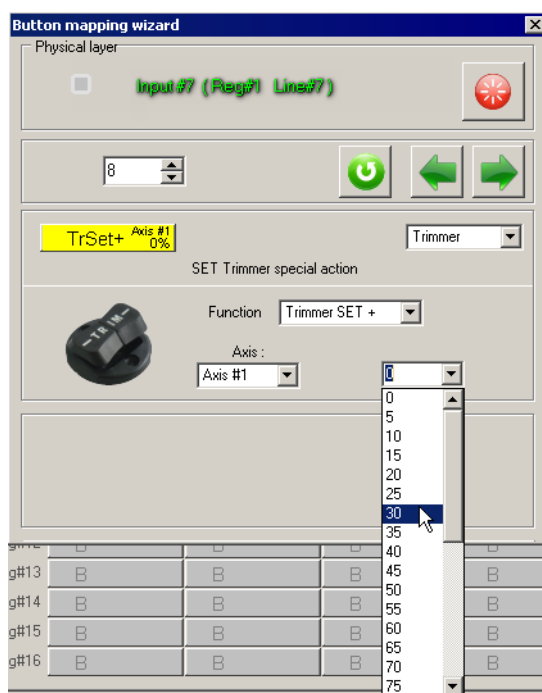 Button mapping wizard
Physical layer
Input#7 (Reg#1 Line#7)
8
TrSet+ Axis #1 0%
Trimmer
SET Trimmer special action
-TRIM-
Function Trimmer SET +
Axis :
Axis #1
0
0
5
10
15
20
25
30
35
40
45
50
55
60
65
70
75
g#13 B B B B
g#14 B B B B
g#15 B B B B
g#16 B B B B